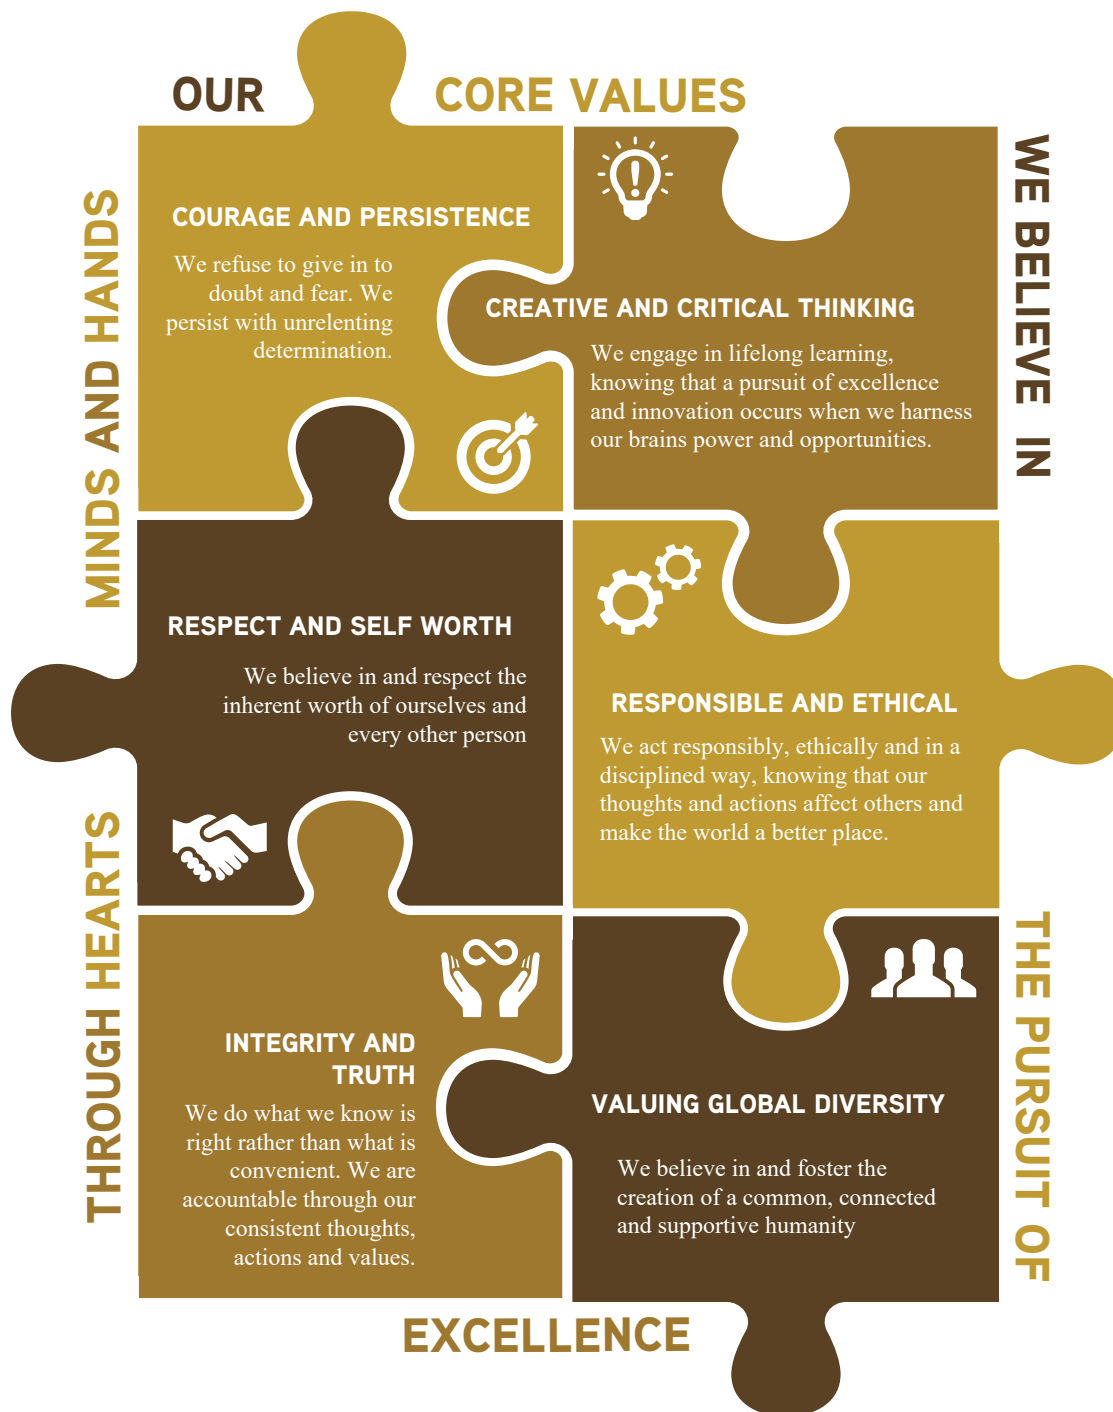 OUR CORE VALUES
WE BELIEVE IN
THE PURSUIT OF
EXCELLENCE
THROUGH HEARTS
MINDS AND HANDS
COURAGE AND PERSISTENCE
We refuse to give in to
doubt and fear. We
persist with unrelenting
determination.
CREATIVE AND CRITICAL THINKING
We engage in lifelong learning,
knowing that a pursuit of excellence
and innovation occurs when we harness
our brains power and opportunities.
RESPECT AND SELF WORTH
We believe in and respect the
inherent worth of ourselves and
every other person
RESPONSIBLE AND ETHICAL
We act responsibly, ethically and in a
disciplined way, knowing that our
thoughts and actions affect others and
make the world a better place.
INTEGRITY AND
TRUTH
We do what we know is
right rather than what is
convenient. We are
accountable through our
consistent thoughts,
actions and values.
VALUING GLOBAL DIVERSITY
We believe in and foster the
creation of a common, connected
and supportive humanity